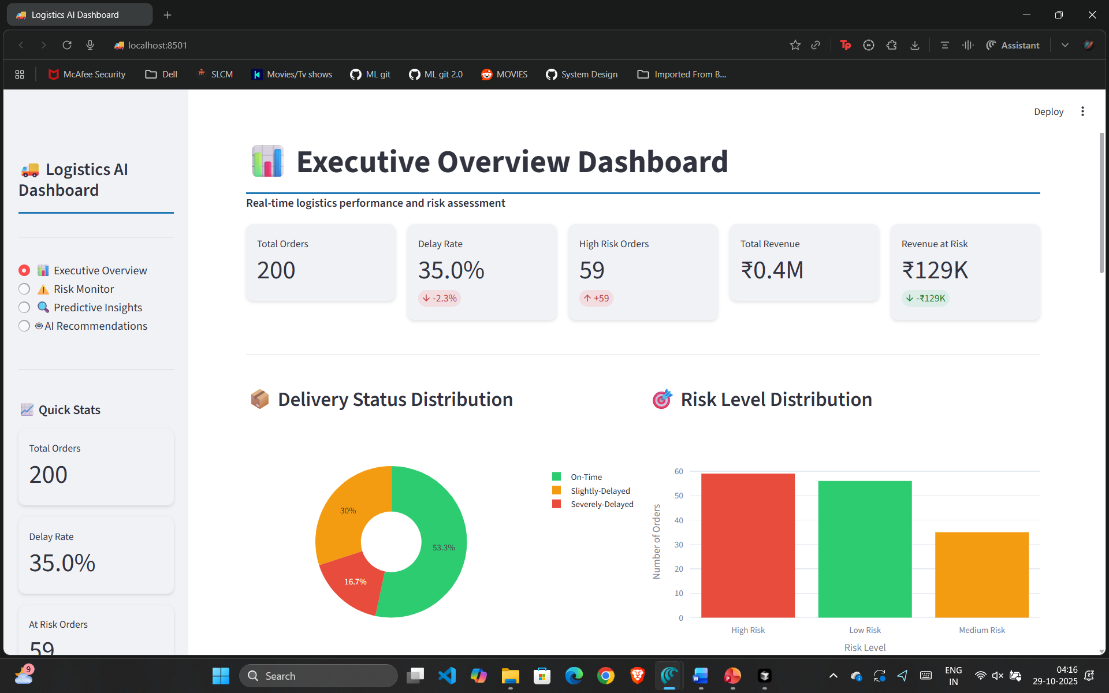 Logistics AI Dashboard
localhost:8501
Tp
Assistant
McAfee Security
Dell
SLCM
Movies/Tv shows
ML git
ML git 2.0
MOVIES
System Design
Imported From B...
Deploy
Logistics AI
Dashboard
Executive Overview
Risk Monitor
Predictive Insights
AI Recommendations
Quick Stats
Total Orders
200
Delay Rate
35.0%
At Risk Orders
59
Executive Overview Dashboard
Real-time logistics performance and risk assessment
Total Orders
200
Delay Rate
35.0%
↓ -2.3%
High Risk Orders
59
↑ +59
Total Revenue
₹0.4M
Revenue at Risk
₹129K
↓ -₹129K
Delivery Status Distribution
30%
53.3%
16.7%
On-Time
Slightly-Delayed
Severely-Delayed
Risk Level Distribution
60
50
40
30
20
10
0
Number of Orders
High Risk
Low Risk
Medium Risk
Risk Level
9
Search
ENG
IN
04:16
29-10-2025